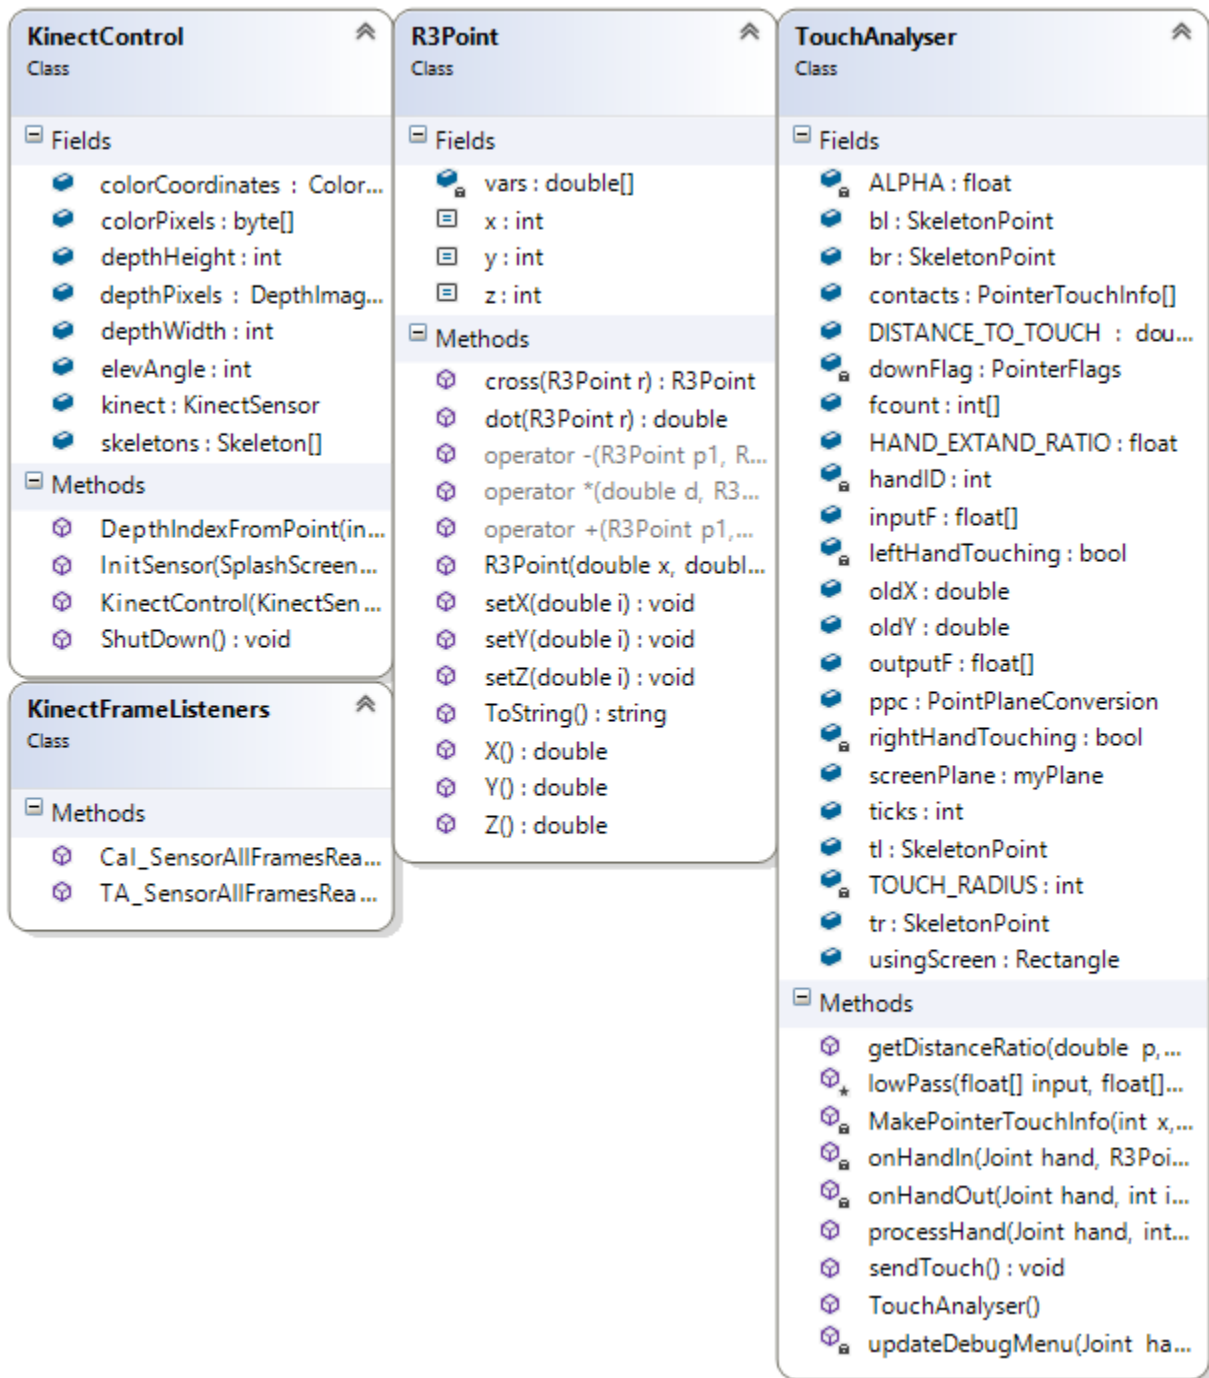 KinectControl
Class
Fields
colorCoordinates : Color...
colorPixels : byte[]
depthHeight : int
depthPixels : DepthImag...
depthWidth : int
elevAngle : int
kinect : KinectSensor
skeletons : Skeleton[]
Methods
DepthIndexFromPoint(in...
InitSensor(SplashScreen...
KinectControl(KinectSen...
ShutDown() : void
KinectFrameListeners
Class
Methods
Cal_SensorAllFramesRea...
TA_SensorAllFramesRea...
R3Point
Class
Fields
vars : double[]
x : int
y : int
z : int
Methods
cross(R3Point r) : R3Point
dot(R3Point r) : double
operator -(R3Point p1, R...
operator *(double d, R3...
operator +(R3Point p1,...
R3Point(double x, doubl...
setX(double i) : void
setY(double i) : void
setZ(double i) : void
ToString() : string
X() : double
Y() : double
Z() : double
TouchAnalyser
Class
Fields
ALPHA : float
bl : SkeletonPoint
br : SkeletonPoint
contacts : PointerTouchInfo[]
DISTANCE_TO_TOUCH : dou...
downFlag : PointerFlags
fcount : int[]
HAND_EXTAND_RATIO : float
handID : int
inputF : float[]
leftHandTouching : bool
oldX : double
oldY : double
outputF : float[]
ppc : PointPlaneConversion
rightHandTouching : bool
screenPlane : myPlane
ticks : int
tl : SkeletonPoint
TOUCH_RADIUS : int
tr : SkeletonPoint
usingScreen : Rectangle
Methods
getDistanceRatio(double p,...
lowPass(float[] input, float[]...
MakePointerTouchInfo(int x,...
onHandIn(Joint hand, R3Poi...
onHandOut(Joint hand, int i...
processHand(Joint hand, int...
sendTouch() : void
TouchAnalyser()
updateDebugMenu(Joint ha...